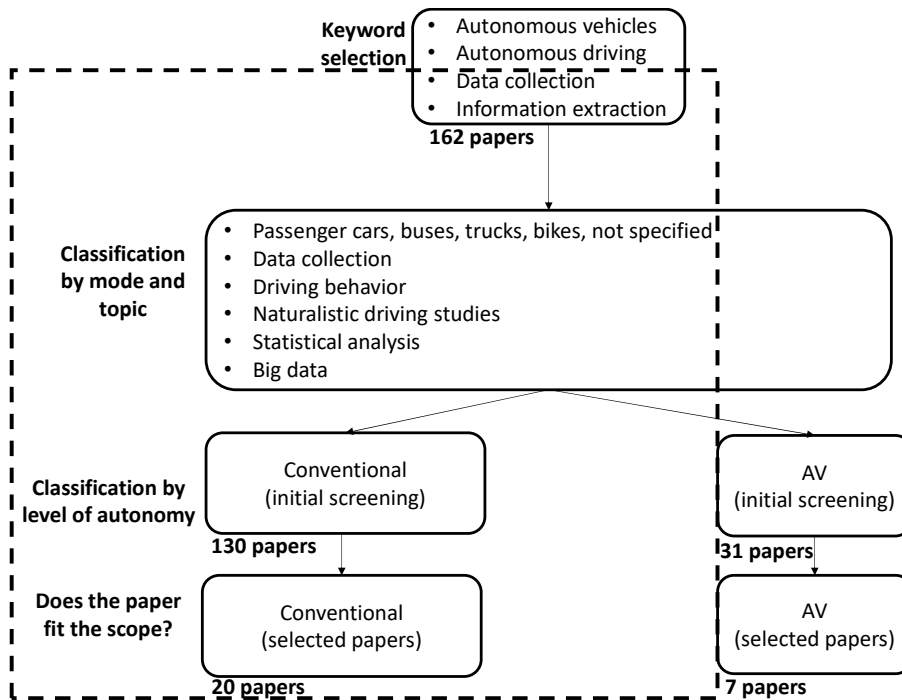 Keyword
selection
• Autonomous vehicles
• Autonomous driving
• Data collection
• Information extraction
162 papers
Classification
by mode and
topic
• Passenger cars, buses, trucks, bikes, not specified
• Data collection
• Driving behavior
• Naturalistic driving studies
• Statistical analysis
• Big data
Classification by
level of autonomy
Conventional
(initial screening)
130 papers
AV
(initial screening)
31 papers
Does the paper
fit the scope?
Conventional
(selected papers)
20 papers
AV
(selected papers)
7 papers